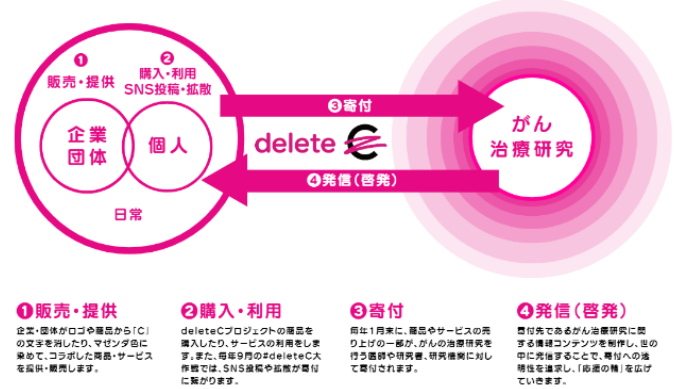 ❶
販売・提供
❷
購入・利用
SNS投稿・拡散
企業
団体
個人
日常
❸寄付
delete C
❹発信(啓発)
がん
治療研究
❶販売・提供
企業・団体がロゴや商品から「C」
の文字を消したり、マゼンダ色に
染めて、コラボした商品・サービス
を提供・販売します。
❷購入・利用
deleteCプロジェクトの商品を
購入したり、サービスの利用をしま
す。また、毎年9月の#deleteC大
作戦では、SNS投稿や拡散が寄付
に繋がります。
❸寄付
毎年1月末に、商品やサービスの売
り上げの一部が、がんの治療研究を
行う医師や研究者、研究機関に対し
て寄付されます。
❹発信(啓発)
寄付先であるがん治療研究に関
する情報コンテンツを制作し、世の
中に発信することで、寄付への透
明性を追求し、「応援の輪」を広げ
ていきます。